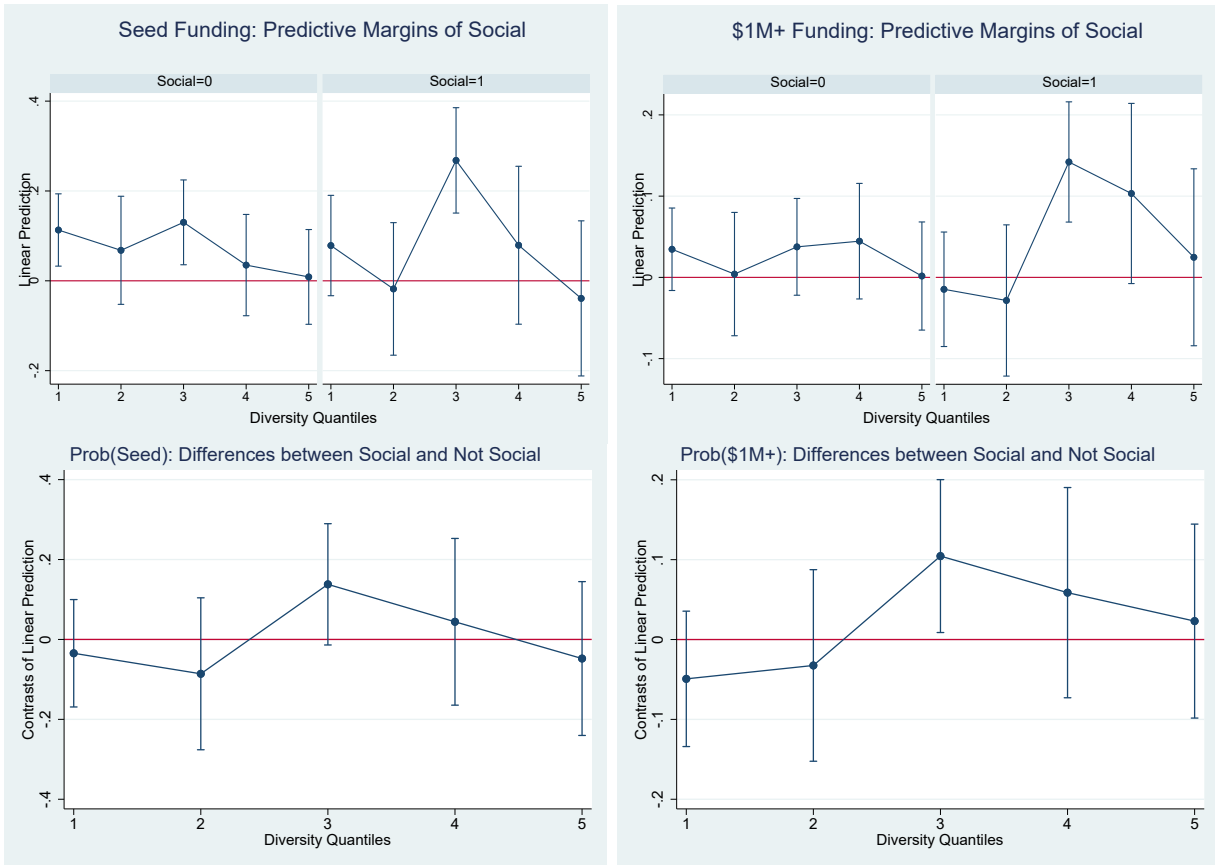 Seed Funding: Predictive Margins of Social
Social=0 Social=1
Linear Prediction
.4
.2
0
-.2
1 2 3 4 5 1 2 3 4 5
Diversity Quantiles
$1M+ Funding: Predictive Margins of Social
Social=0 Social=1
Linear Prediction
.2
.1
0
-.1
1 2 3 4 5 1 2 3 4 5
Diversity Quantiles
Prob(Seed): Differences between Social and Not Social
Contrasts of Linear Prediction
.4
.2
0
-.2
-.4
1 2 3 4 5
Diversity Quantiles
Prob($1M+): Differences between Social and Not Social
Contrasts of Linear Prediction
.2
.1
0
-.1
-.2
1 2 3 4 5
Diversity Quantiles